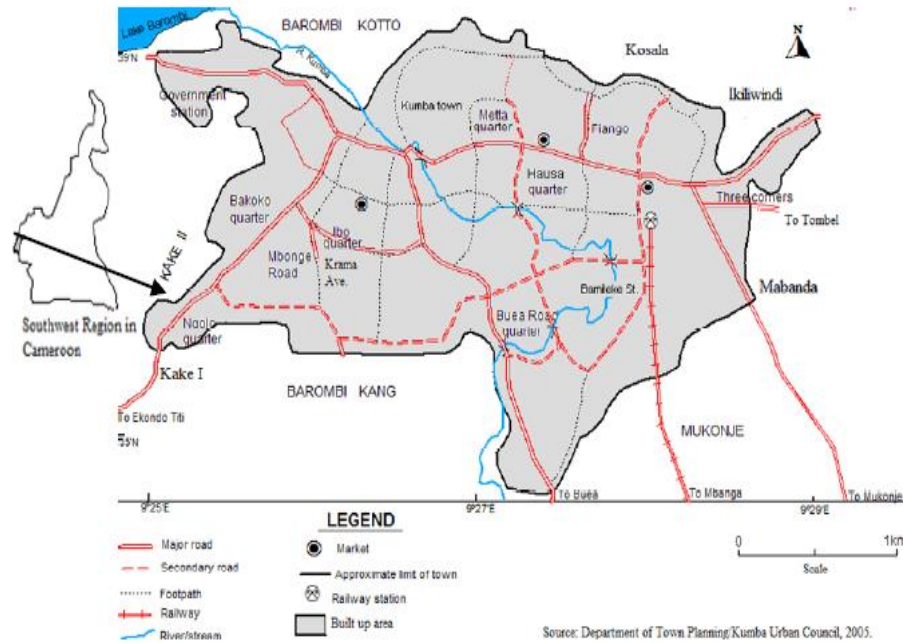 Lake Barombi
BAROMBI KOTTO
Kosala
N
R. Kumba
Ikiliwindi
Government
station
Kumba town
Metta
quarter
Fiango
Hausa
quarter
Bakoko
quarter
Three corners
To Tombel
Ibo
quarter
Mbonge
Road
Krama
Ave.
KAKE II
Bamileke St.
Mabanda
Southwest Region in
Cameroon
Buea Road
quarter
Ngolo
quarter
Kake I
BAROMBI KANG
To Ekondo Titi
MUKONJE
To Buea
To Mbanga
To Mukonje
9°25'E
9°27'E
9°29'E
LEGEND
Major road
Secondary road
Footpath
Railway
River/stream
Market
Approximate limit of town
Railway station
Built up area
0
1km
Scale
Source: Department of Town Planning/Kumba Urban Council, 2005.